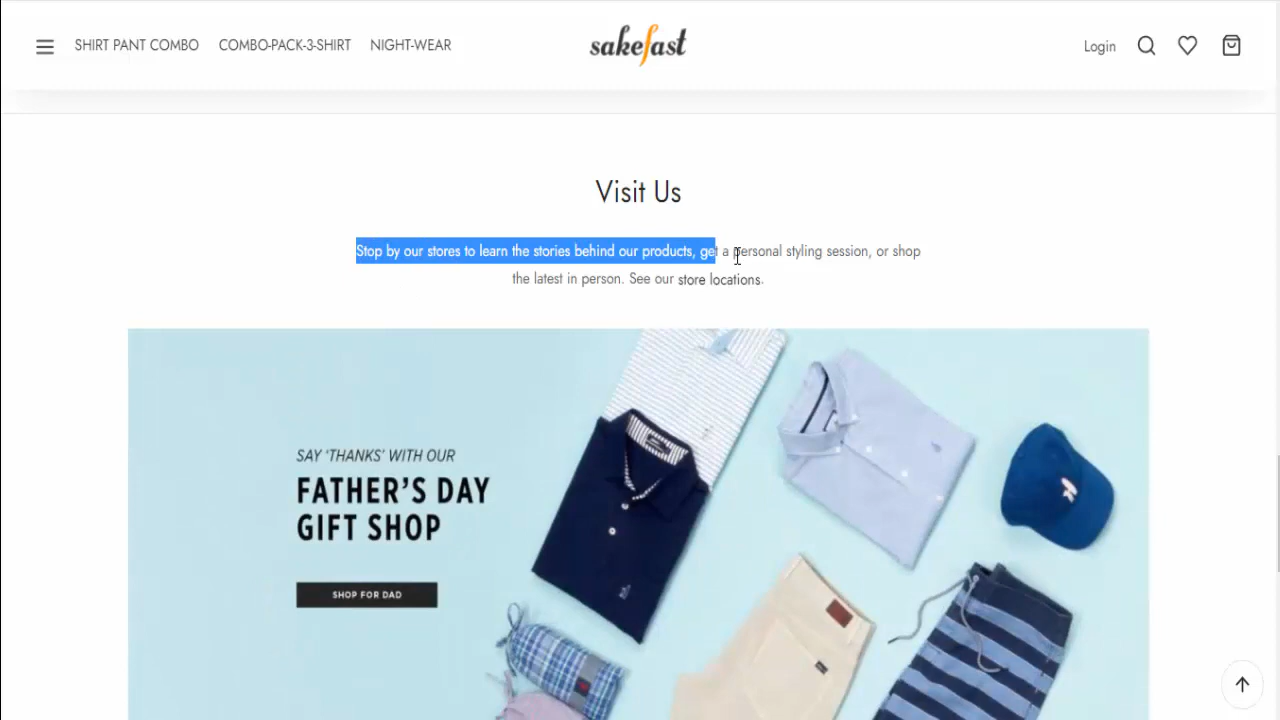 SHIRT PANT COMBO COMBO-PACK-3-SHIRT NIGHT-WEAR sakefast Login
Visit Us
Stop by our stores to learn the stories behind our products, get a personal styling session, or shop
the latest in person. See our store locations.
SAY ‘THANKS’ WITH OUR
FATHER’S DAY
GIFT SHOP
SHOP FOR DAD